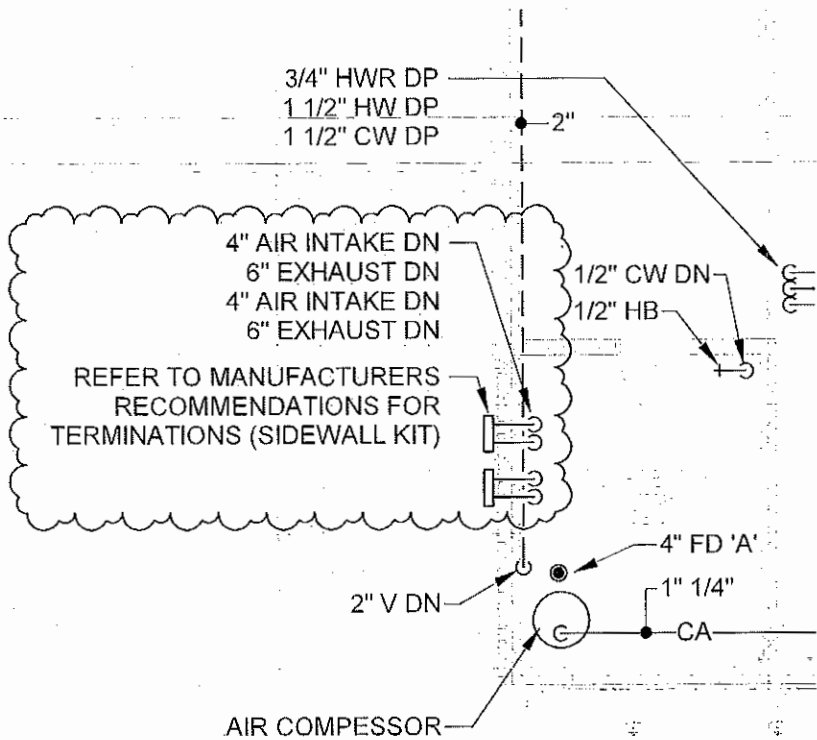 3/4" HWR DP
1 1/2" HW DP
1 1/2" CW DP
2"
4" AIR INTAKE DN
6" EXHAUST DN
4" AIR INTAKE DN
6" EXHAUST DN
1/2" CW DN
1/2" HB
REFER TO MANUFACTURERS
RECOMMENDATIONS FOR
TERMINATIONS (SIDEWALL KIT)
4" FD 'A'
2" V DN
1" 1/4"
CA
AIR COMPESSOR